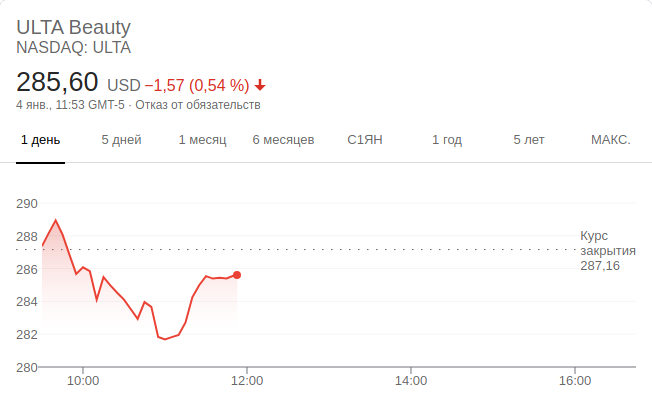 ULTA Beauty
NASDAQ: ULTA
285,60 USD −1,57 (0,54 %)
4 янв., 11:53 GMT-5 · Отказ от обязательств
1 день 5 дней 1 месяц 6 месяцев С1ЯН 1 год 5 лет МАКС.
290
288
286
284
282
280
Курс
закрытия
287,16
10:00 12:00 14:00 16:00